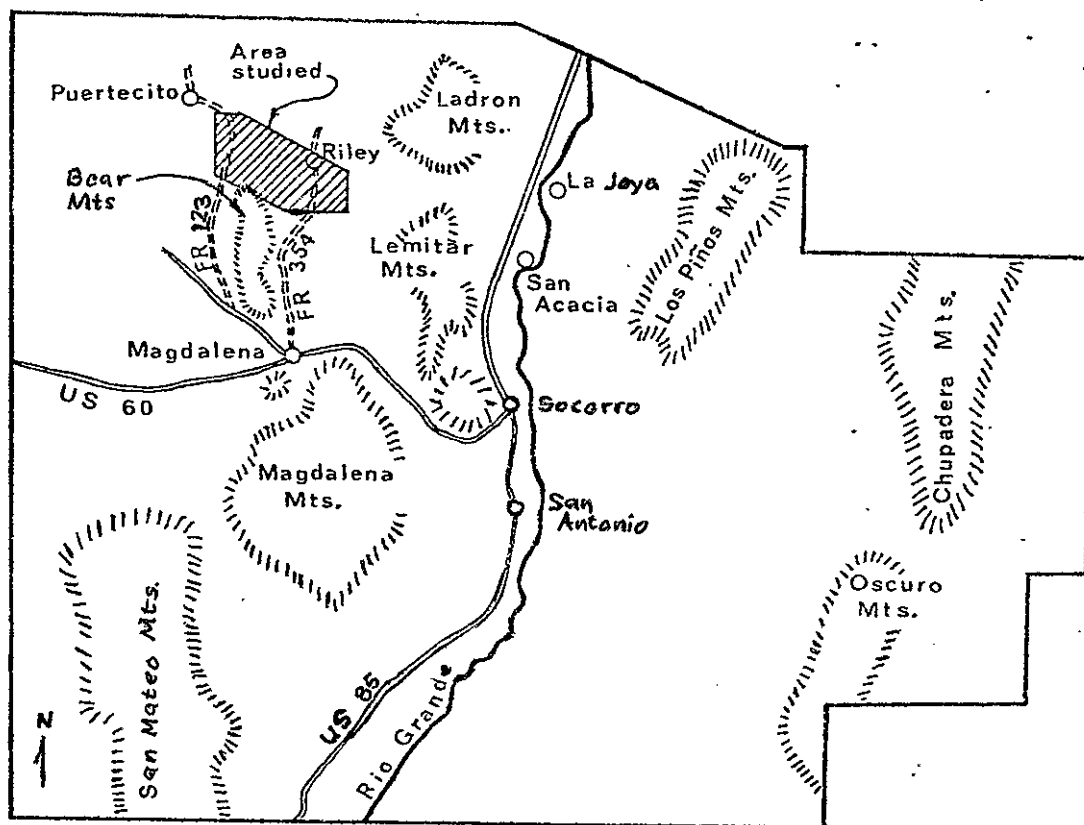 Area
studied
Puertecito
Ladron
Mts.
Riley
Bear
Mts
La Joya
FR 123
FR 354
Lemitar
Mts.
Los Piños Mts.
San
Acacia
Chupadera Mts.
Magdalena
US 60
Socorro
Magdalena
Mts.
San
Antonio
Oscuro
Mts.
San Mateo Mts.
US 85
Rio Grande
N